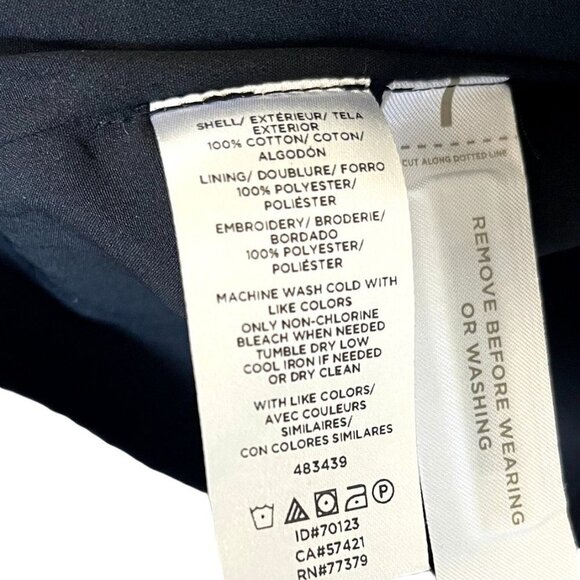 SHELL/ EXTÉRIEUR/ TELA
EXTERIOR
100% COTTON/ COTON/
ALGODÓN
LINING/ DOUBLURE/ FORRO
100% POLYESTER/
POLIÉSTER
EMBROIDERY/ BRODERIE/
BORDADO
100% POLYESTER/
POLIÉSTER
MACHINE WASH COLD WITH
LIKE COLORS
ONLY NON-CHLORINE
BLEACH WHEN NEEDED
TUMBLE DRY LOW
COOL IRON IF NEEDED
OR DRY CLEAN
WITH LIKE COLORS/
AVEC COULEURS
SIMILAIRES/
CON COLORES SIMILARES
483439
P
ID#70123
CA#57421
RN#77379
CUT ALONG DOTTED LINE
REMOVE BEFORE WEARING
OR WASHING